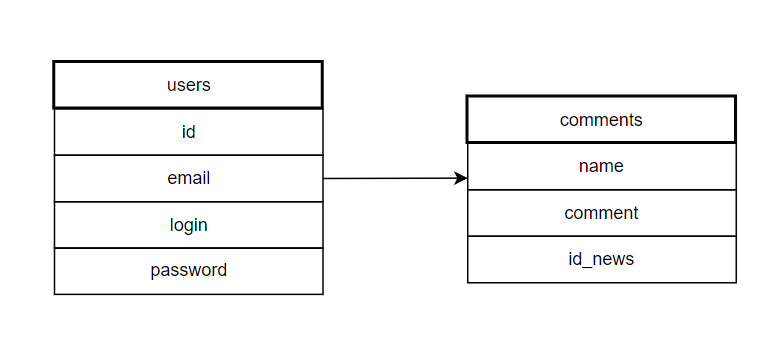 users
id
email
login
password
comments
name
comment
id_news